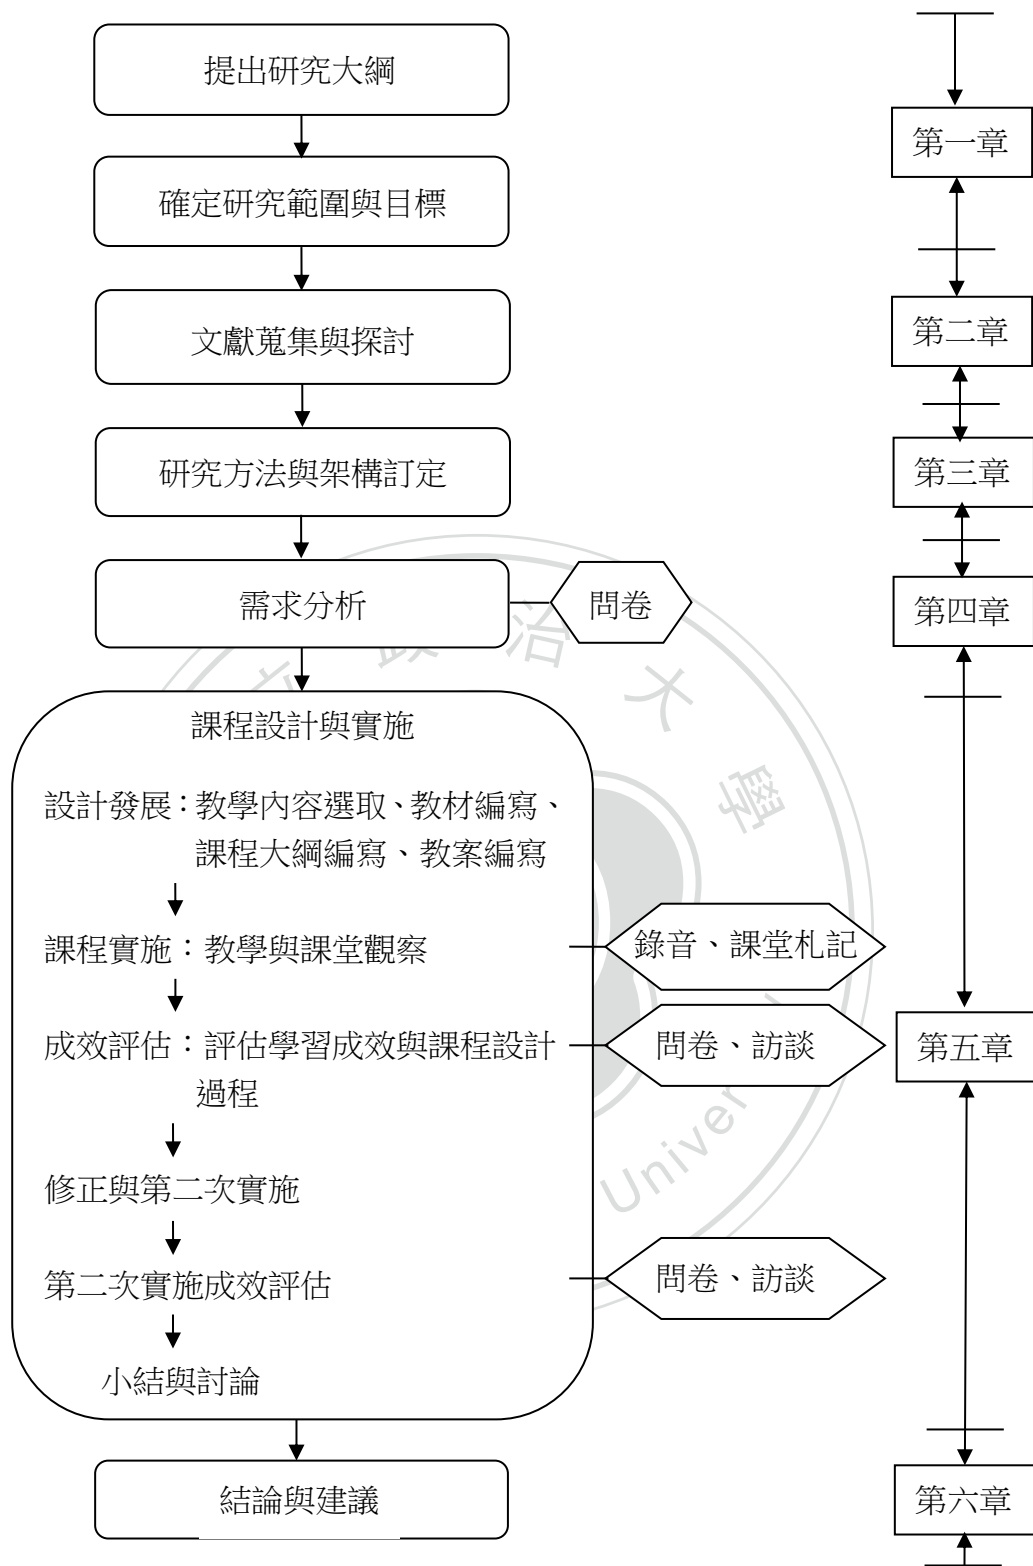 提出研究大綱
第一章
確定研究範圍與目標
文獻蒐集與探討
第二章
研究方法與架構訂定
第三章
需求分析
問卷
第四章
課程設計與實施
設計發展：教學內容選取、教材編寫、
課程大綱編寫、教案編寫
課程實施：教學與課堂觀察
錄音、課堂札記
成效評估：評估學習成效與課程設計
過程
問卷、訪談
第五章
修正與第二次實施
第二次實施成效評估
問卷、訪談
小結與討論
結論與建議
第六章
立政治大學
Univer